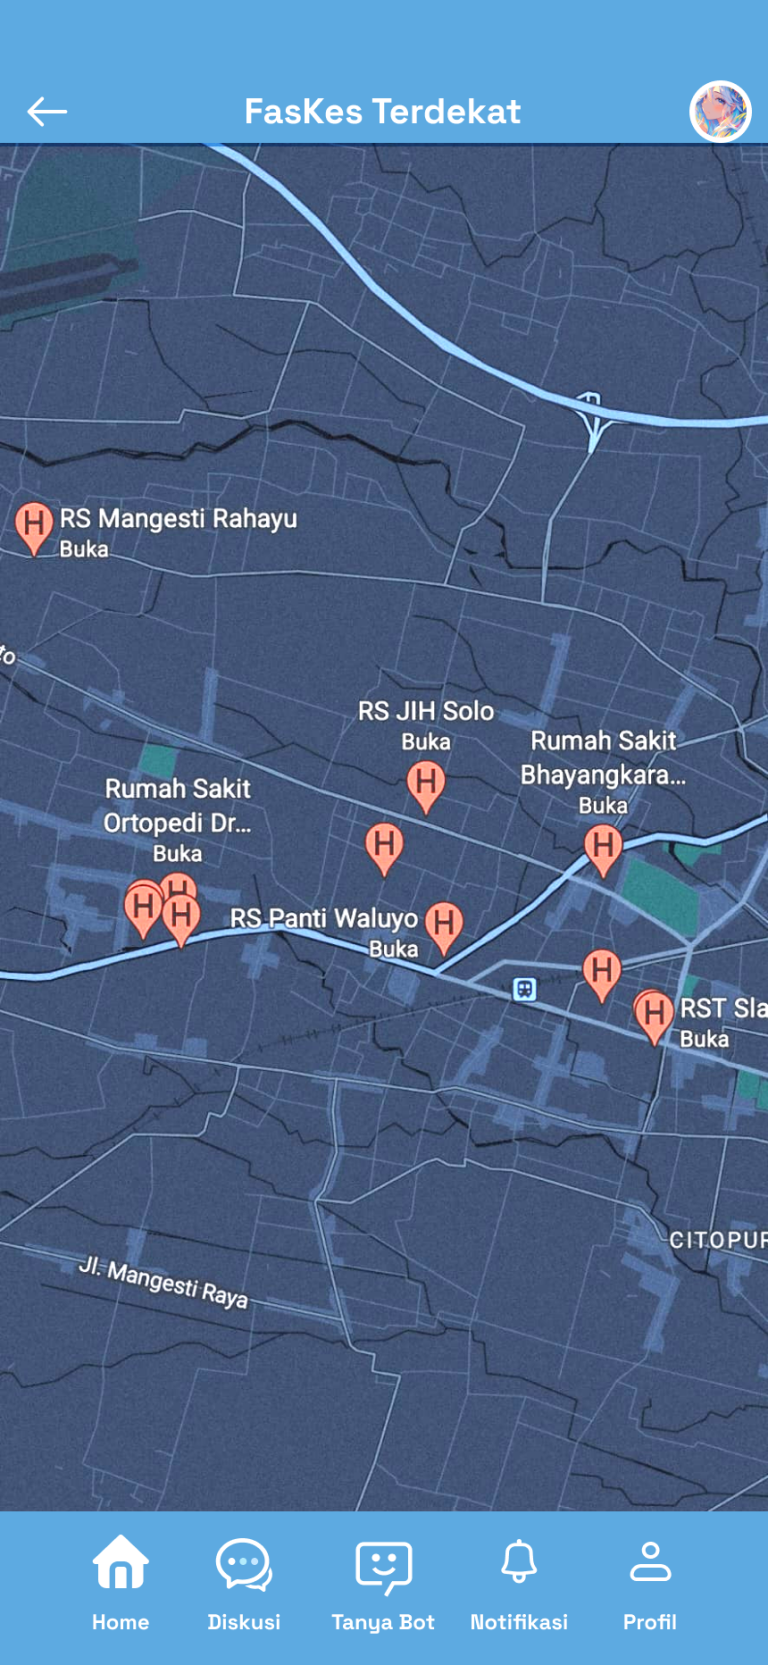 FasKes Terdekat
H RS Mangesti Rahayu
Buka
to
RS JIH Solo
Buka
H
Rumah Sakit
Bhayangkara...
Buka
H
Rumah Sakit
Ortopedi Dr...
Buka
H
H
H
H
RS Panti Waluyo H
Buka
H
H RST Sla
Buka
CITOPUR
Jl. Mangesti Raya
Home
Diskusi
Tanya Bot
Notifikasi
Profil